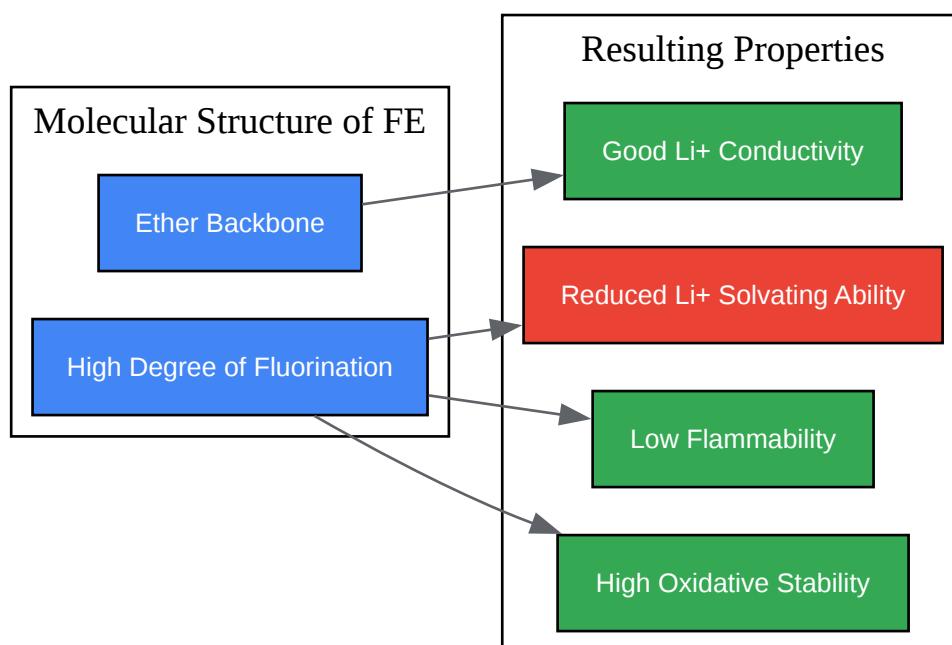 Molecular Structure of FE
Ether Backbone
High Degree of Fluorination
Resulting Properties
Good Li+ Conductivity
Reduced Li+ Solvating Ability
Low Flammability
High Oxidative Stability